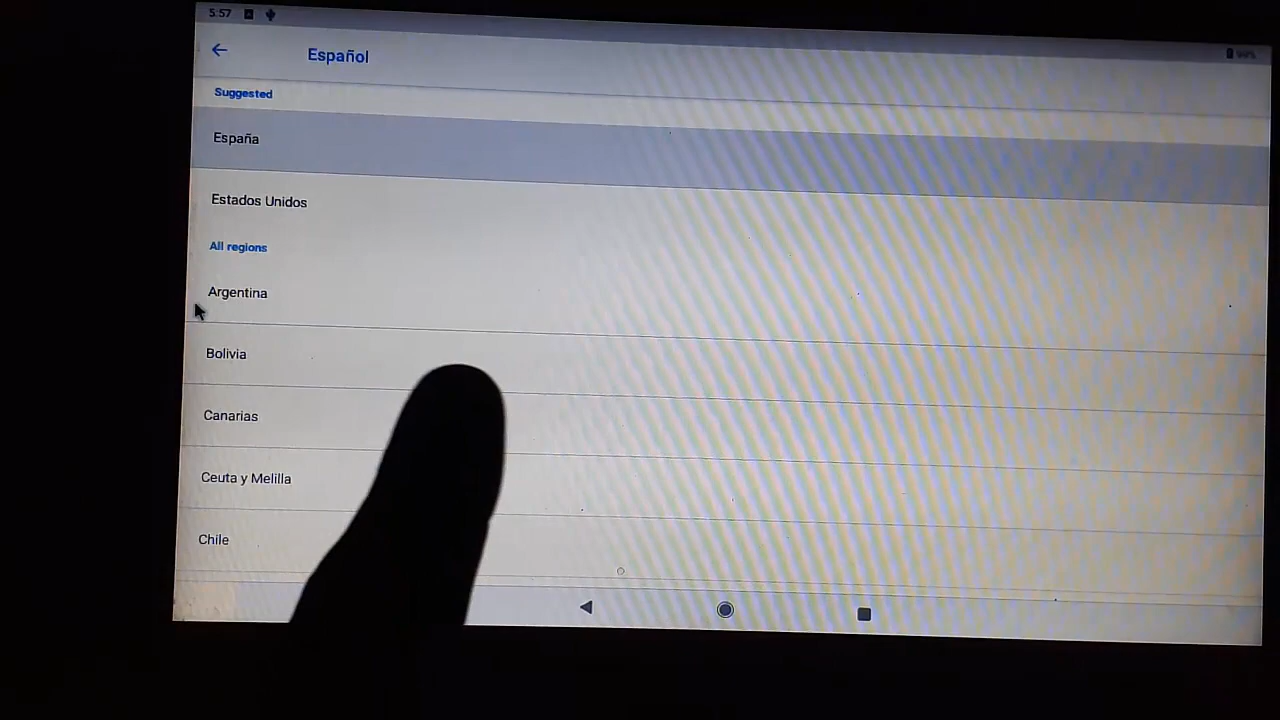 5:57
Español
Suggested
España
Estados Unidos
All regions
Argentina
Bolivia
Canarias
Ceuta y Melilla
Chile